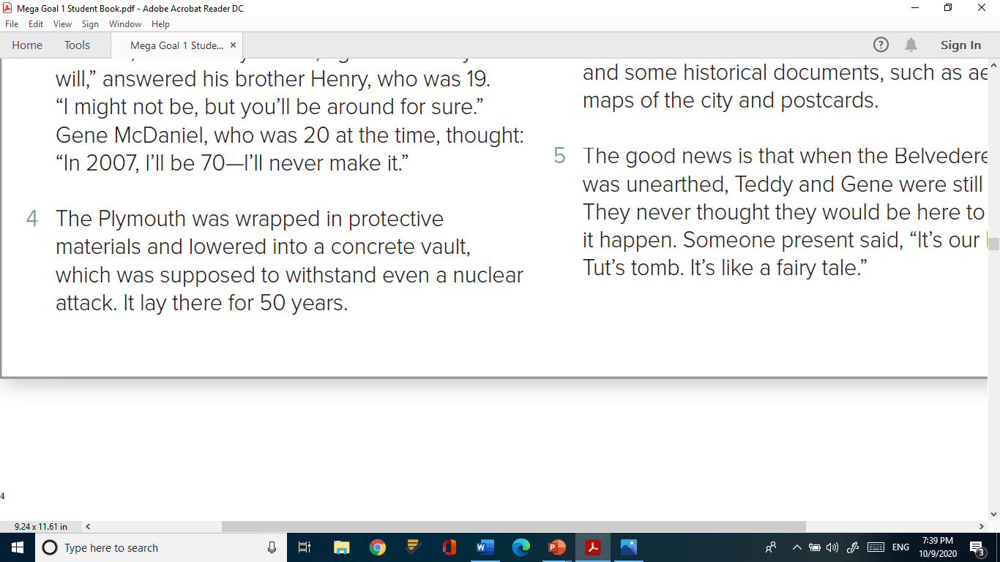 Mega Goal 1 Student Book.pdf - Adobe Acrobat Reader DC
File Edit View Sign Window Help
Home Tools Mega Goal 1 Stude... ×
? Sign In
will,” answered his brother Henry, who was 19.
“I might not be, but you’ll be around for sure.”
Gene McDaniel, who was 20 at the time, thought:
“In 2007, I’ll be 70—I’ll never make it.”
4 The Plymouth was wrapped in protective
materials and lowered into a concrete vault,
which was supposed to withstand even a nuclear
attack. It lay there for 50 years.
and some historical documents, such as ae
maps of the city and postcards.
5 The good news is that when the Belvedere
was unearthed, Teddy and Gene were still
They never thought they would be here to
it happen. Someone present said, “It’s our
Tut’s tomb. It’s like a fairy tale.”
4
9.24 x 11.61 in
Type here to search
ENG
7:39 PM
10/9/2020
3